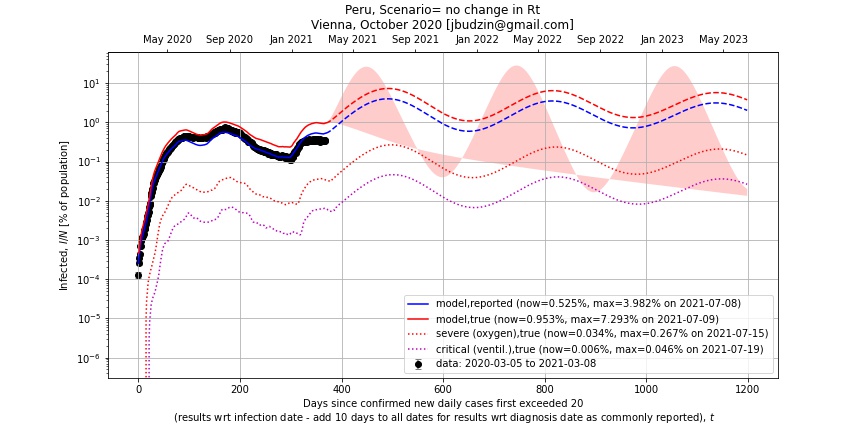 Peru, Scenario= no change in Rt
Vienna, October 2020 [jbudzin@gmail.com]
May 2020 Sep 2020 Jan 2021 May 2021 Sep 2021 Jan 2022 May 2022 Sep 2022 Jan 2023 May 2023
Infected, I/N [% of population]
10¹
10⁰
10⁻¹
10⁻²
10⁻³
10⁻⁴
10⁻⁵
10⁻⁶
model,reported (now=0.525%, max=3.982% on 2021-07-08)
model,true (now=0.953%, max=7.293% on 2021-07-09)
severe (oxygen),true (now=0.034%, max=0.267% on 2021-07-15)
critical (ventil.),true (now=0.006%, max=0.046% on 2021-07-19)
data: 2020-03-05 to 2021-03-08
0 200 400 600 800 1000 1200
Days since confirmed new daily cases first exceeded 20
(results wrt infection date - add 10 days to all dates for results wrt diagnosis date as commonly reported), t